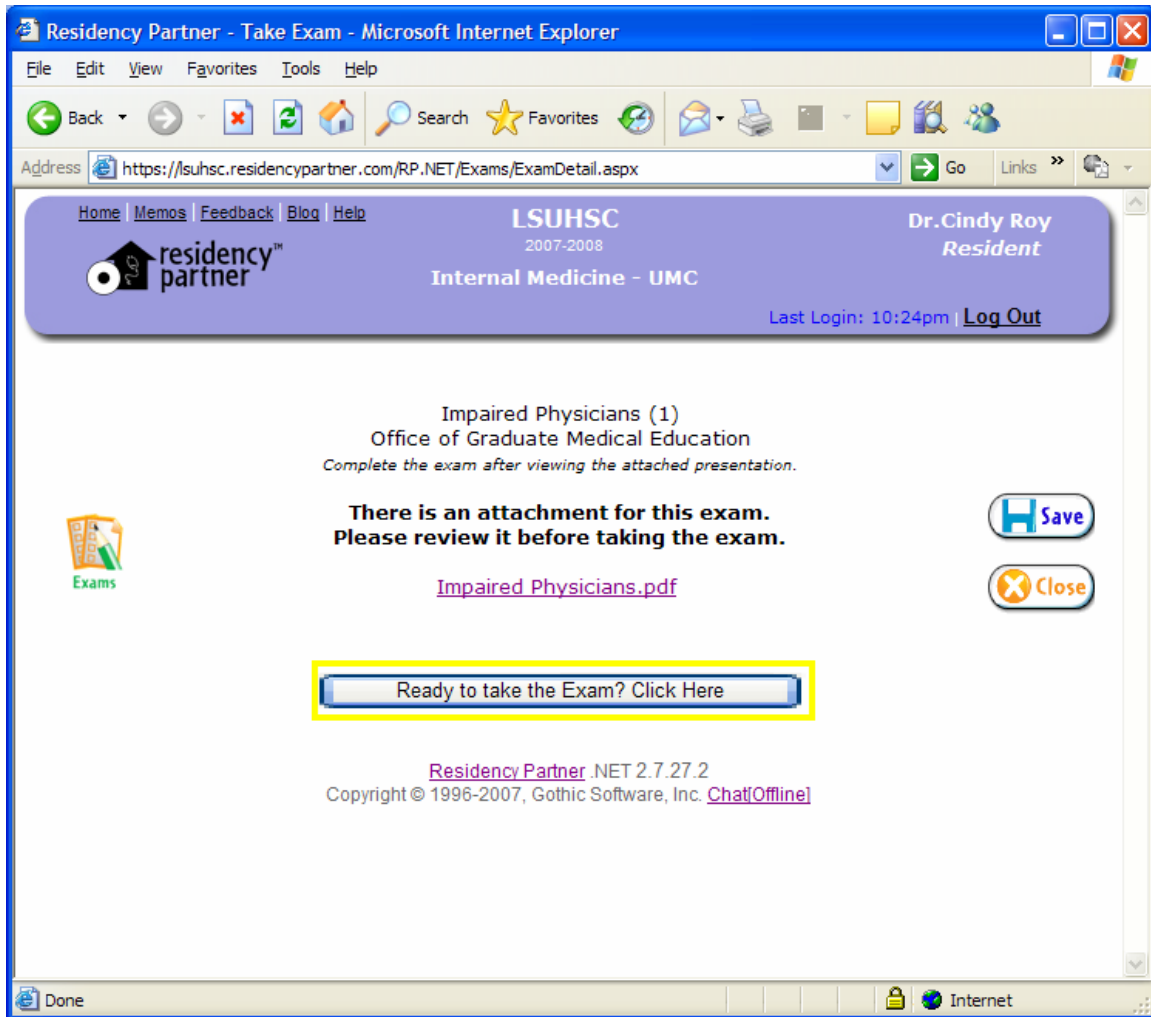 Residency Partner - Take Exam - Microsoft Internet Explorer
File Edit View Favorites Tools Help
Back Search Favorites
Address https://lsuhsc.residencypartner.com/RP.NET/Exams/ExamDetail.aspx Go Links »
Home | Memos | Feedback | Blog | Help
residency™
partner
LSUHSC
2007-2008
Internal Medicine - UMC
Dr.Cindy Roy
Resident
Last Login: 10:24pm | Log Out
Impaired Physicians (1)
Office of Graduate Medical Education
Complete the exam after viewing the attached presentation.
There is an attachment for this exam.
Please review it before taking the exam.
Exams
Impaired Physicians.pdf
Save
Close
Ready to take the Exam? Click Here
Residency Partner .NET 2.7.27.2
Copyright © 1996-2007, Gothic Software, Inc. Chat[Offline]
Done Internet